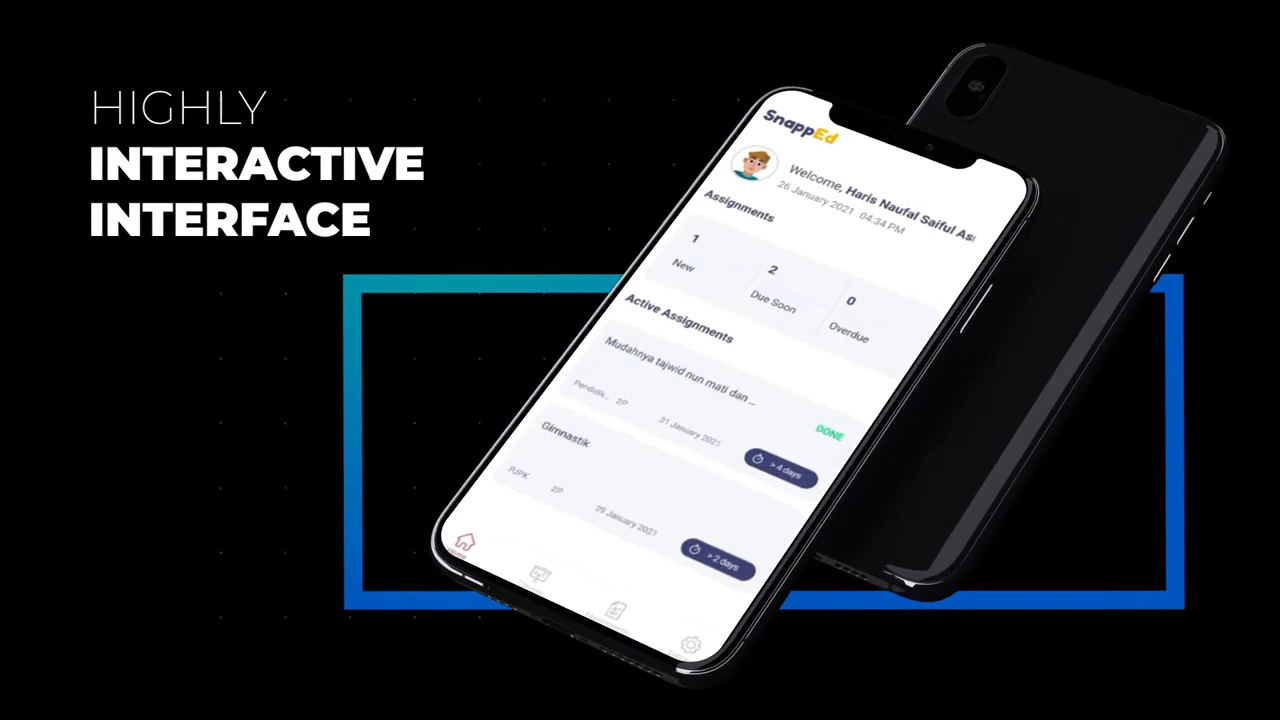 HIGHLY
INTERACTIVE
INTERFACE
SnappEd
Welcome, Haris Naufal Saiful As
26 January 2021 04:34 PM
Assignments
1 2 0
New Due Soon Overdue
Active Assignments
Mudahnya tajwid nun mati dan ...
DONE
Pendidik... 2P 31 January 2021 > 4 days
Gimnastik
PJPK 2P 29 January 2021 > 2 days
Home